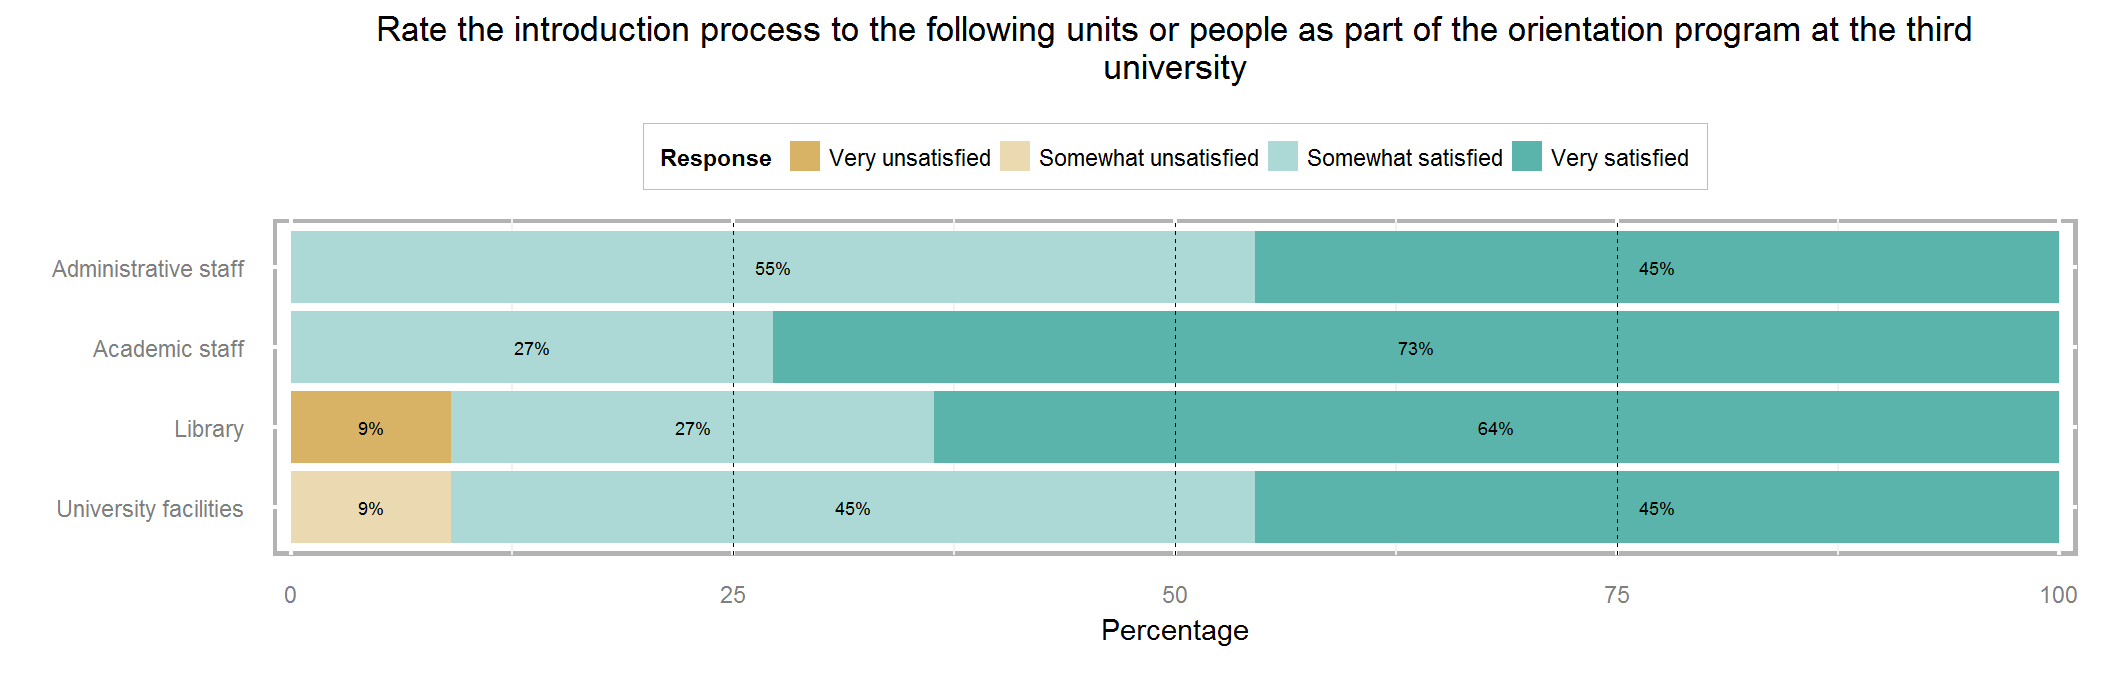 Rate the introduction process to the following units or people as part of the orientation program at the third
university
Response Very unsatisfied Somewhat unsatisfied Somewhat satisfied Very satisfied
Administrative staff 55% 45%
Academic staff 27% 73%
Library 9% 27% 64%
University facilities 9% 45% 45%
0 25 50 75 100
Percentage